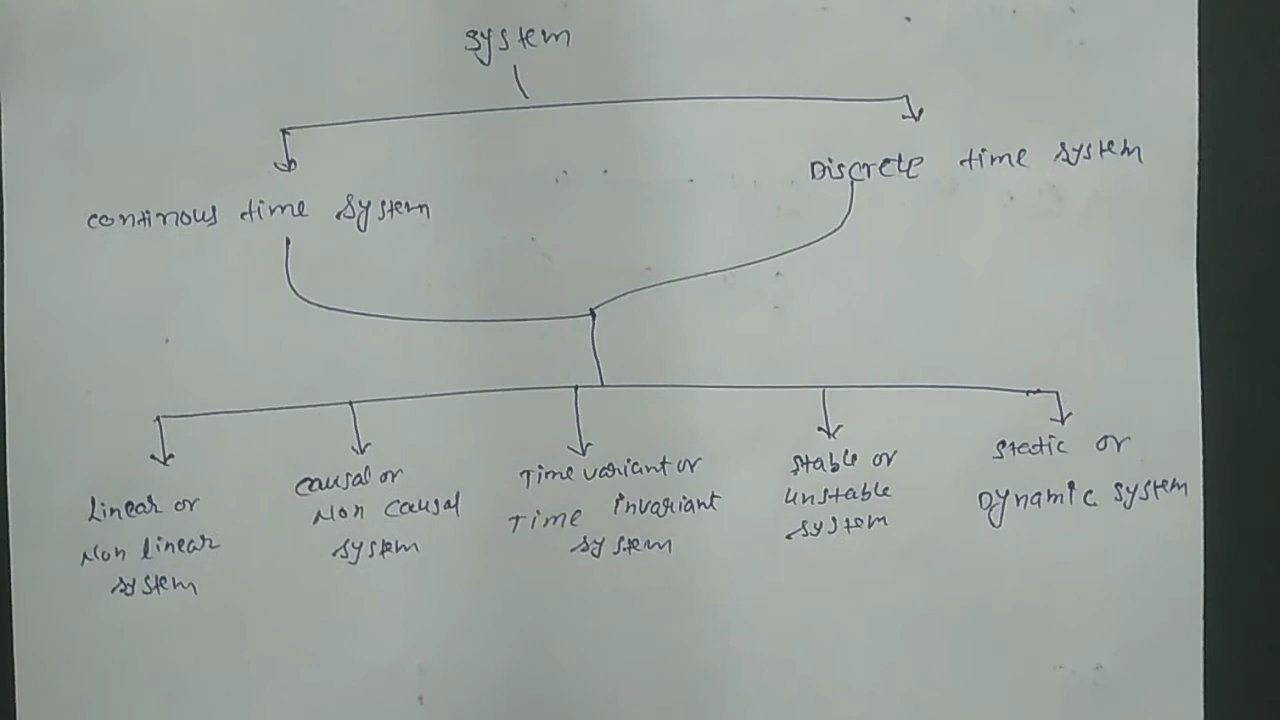 system
Discrete time system
continous time system
Linear or
Non linear
system
causal or
Non causal
system
Time variant or
Time invariant
system
stable or
unstable
system
static or
Dynamic system